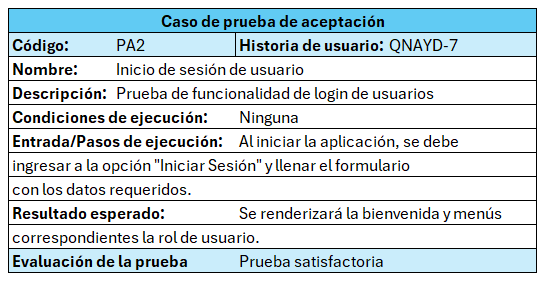 Caso de prueba de aceptación
Código: PA2 Historia de usuario: QNAYD-7
Nombre: Inicio de sesión de usuario
Descripción: Prueba de funcionalidad de login de usuarios
Condiciones de ejecución: Ninguna
Entrada/Pasos de ejecución: Al iniciar la aplicación, se debe
ingresar a la opción "Iniciar Sesión" y llenar el formulario
con los datos requeridos.
Resultado esperado: Se renderizará la bienvenida y menús
correspondientes la rol de usuario.
Evaluación de la prueba Prueba satisfactoria